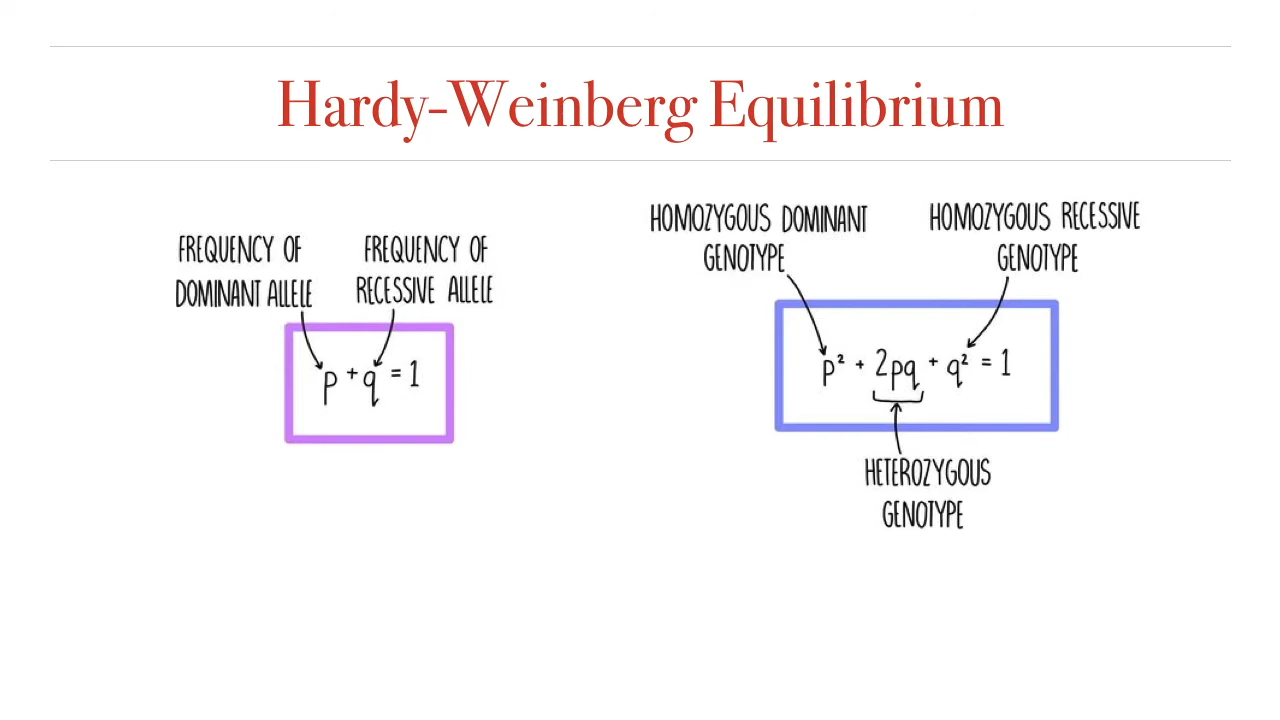 Hardy-Weinberg Equilibrium
FREQUENCY OF
DOMINANT ALLELE
FREQUENCY OF
RECESSIVE ALLELE
p + q = 1
HOMOZYGOUS DOMINANT
GENOTYPE
HOMOZYGOUS RECESSIVE
GENOTYPE
p² + 2pq + q² = 1
HETEROZYGOUS
GENOTYPE